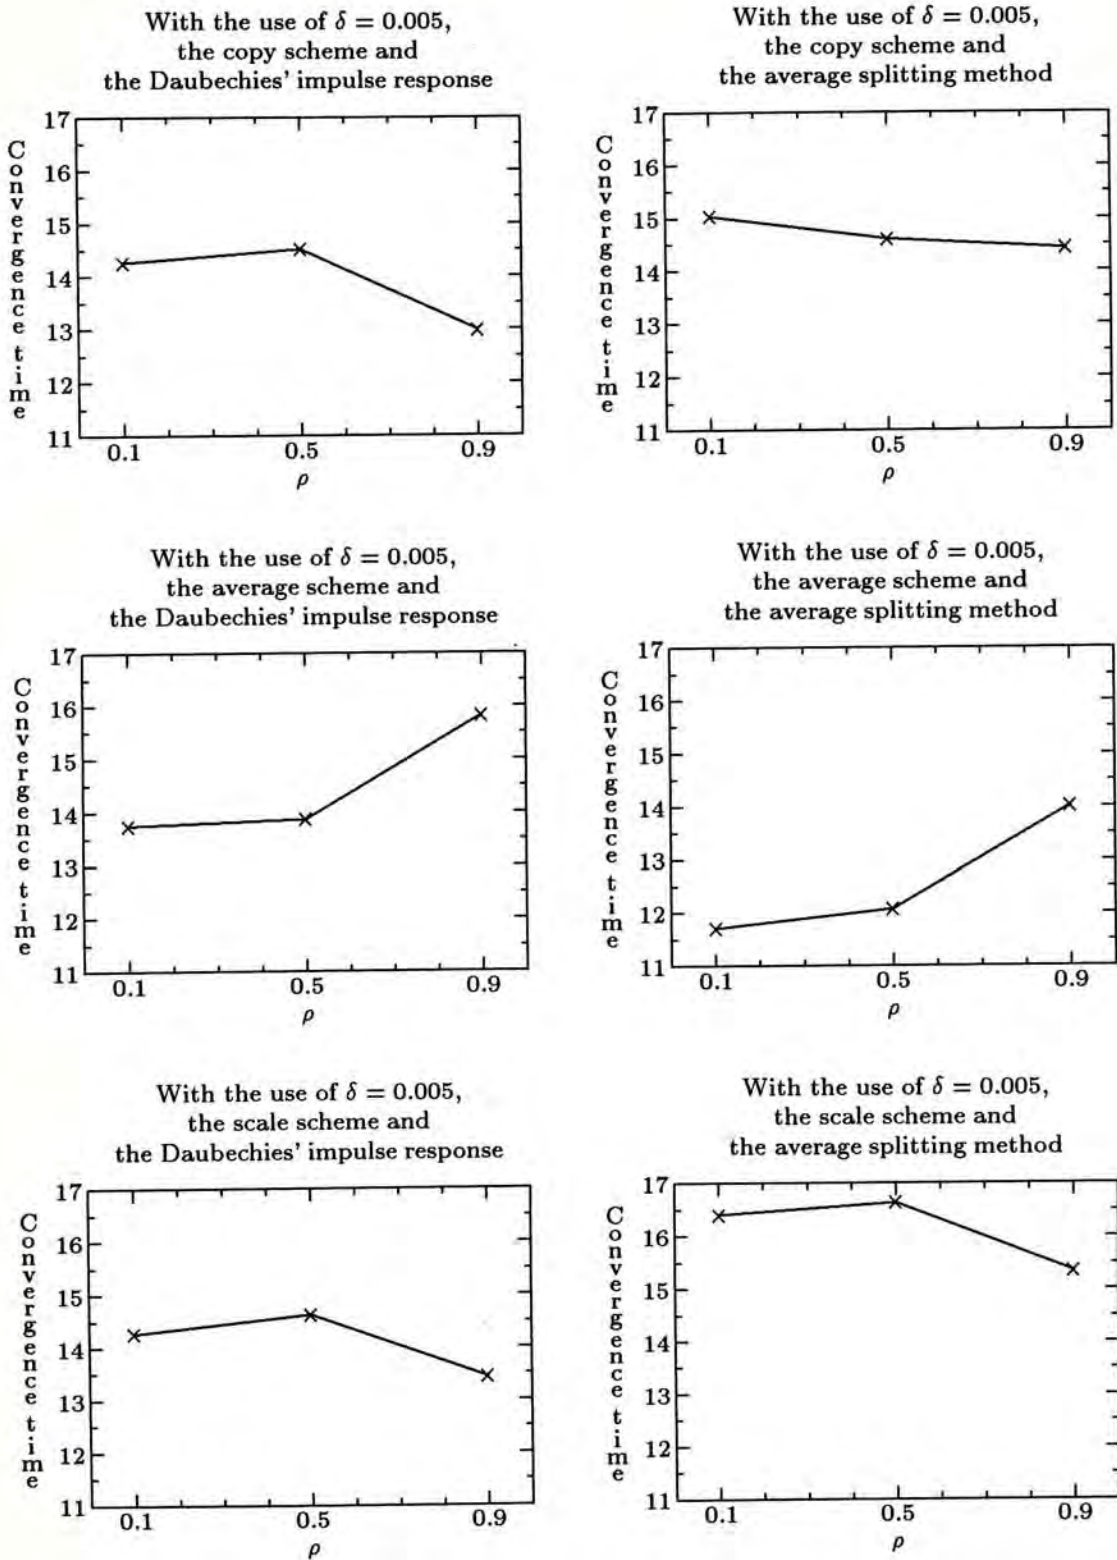 With the use of δ = 0.005,
the copy scheme and
the Daubechies' impulse response
17
16
15
14
13
12
11
Convergence time
0.1 0.5 0.9
ρ
With the use of δ = 0.005,
the copy scheme and
the average splitting method
17
16
15
14
13
12
11
Convergence time
0.1 0.5 0.9
ρ
With the use of δ = 0.005,
the average scheme and
the Daubechies' impulse response
17
16
15
14
13
12
11
Convergence time
0.1 0.5 0.9
ρ
With the use of δ = 0.005,
the average scheme and
the average splitting method
17
16
15
14
13
12
11
Convergence time
0.1 0.5 0.9
ρ
With the use of δ = 0.005,
the scale scheme and
the Daubechies' impulse response
17
16
15
14
13
12
11
Convergence time
0.1 0.5 0.9
ρ
With the use of δ = 0.005,
the scale scheme and
the average splitting method
17
16
15
14
13
12
11
Convergence time
0.1 0.5 0.9
ρ